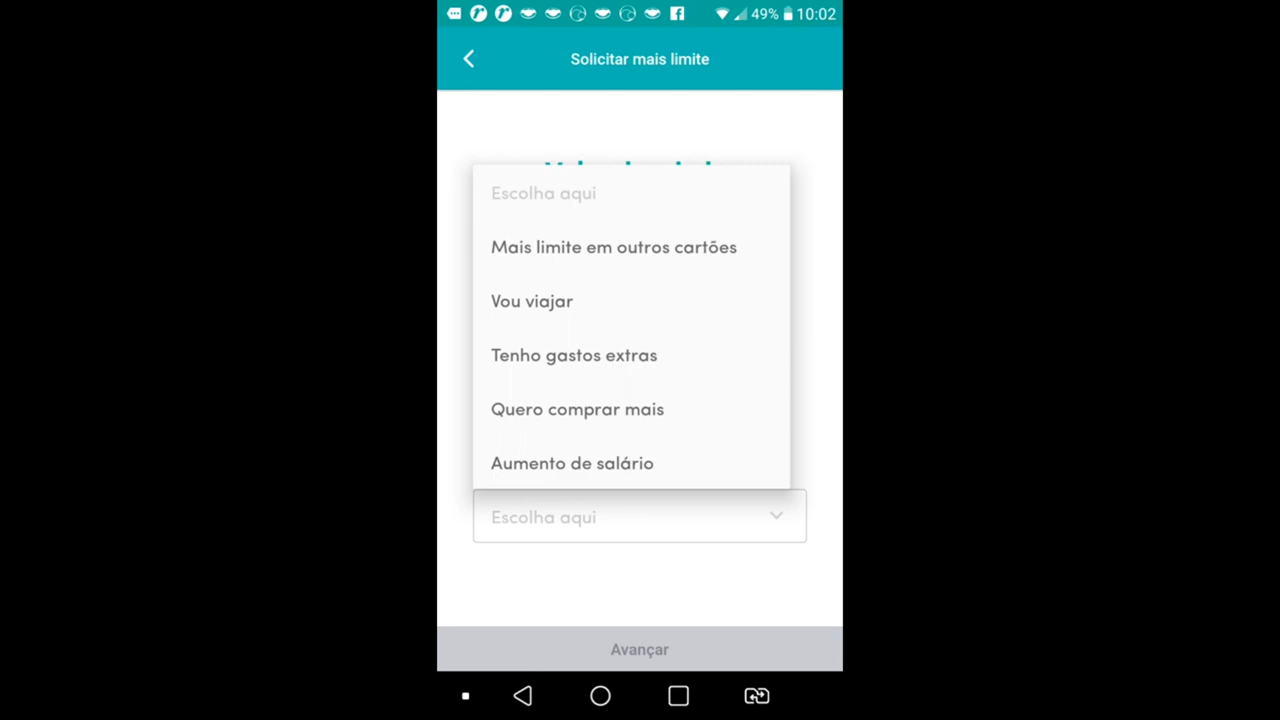 49% 10:02
Solicitar mais limite
Escolha aqui
Mais limite em outros cartões
Vou viajar
Tenho gastos extras
Quero comprar mais
Aumento de salário
Escolha aqui
Avançar